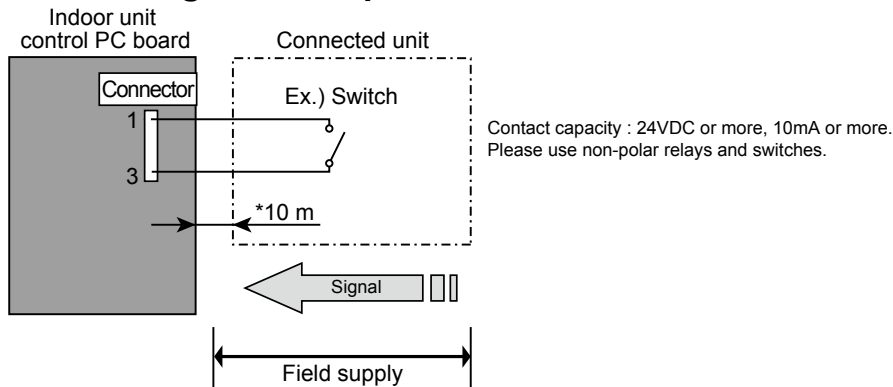 Indoor unit
control PC board
Connected unit
Connector
Ex.) Switch
1
3
Contact capacity : 24VDC or more, 10mA or more.
Please use non-polar relays and switches.
*10 m
Signal
Field supply